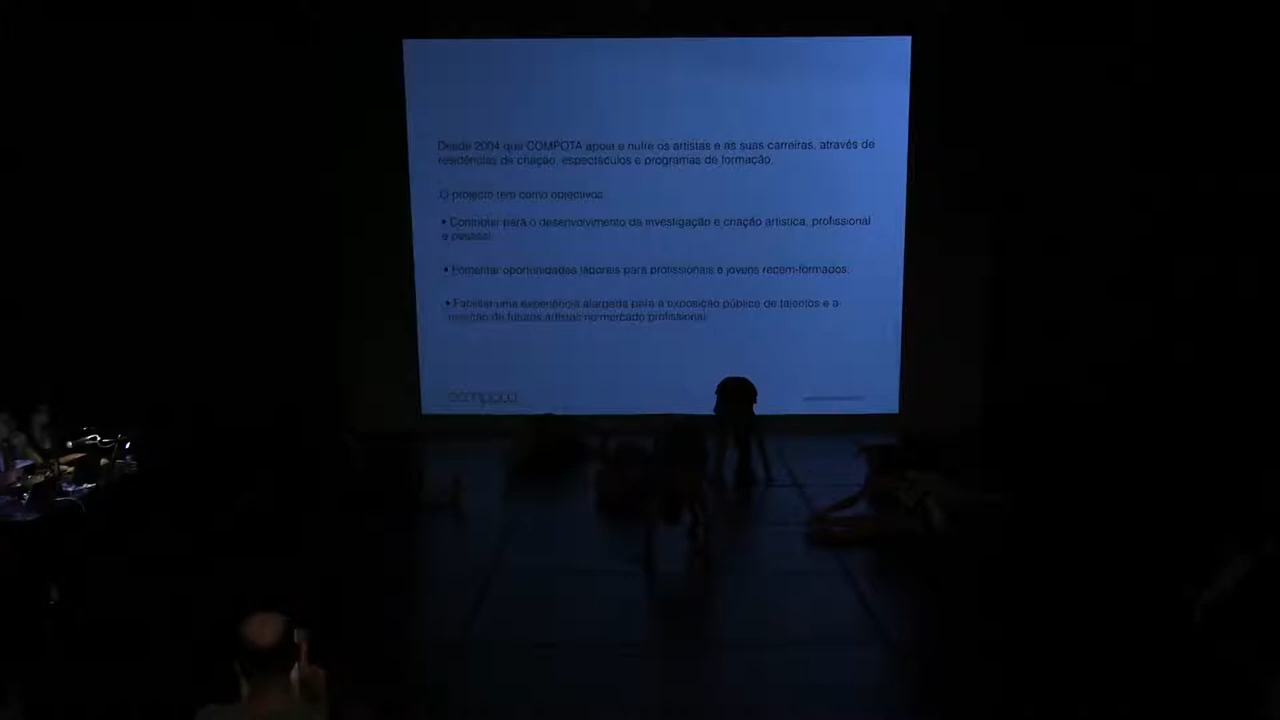 Desde 2004 que COMPOTA apoia e nutre os artistas e as suas carreiras, através de
residências de criação, espectáculos e programas de formação.
O projecto tem como objectivos:
• Contribuir para o desenvolvimento da investigação e criação artística, profissional
e pessoal.
• Fomentar oportunidades laborais para profissionais e jovens recém-formados.
• Facilitar uma experiência alargada para a exposição pública de talentos e a
inserção de futuros artistas no mercado profissional.
compota